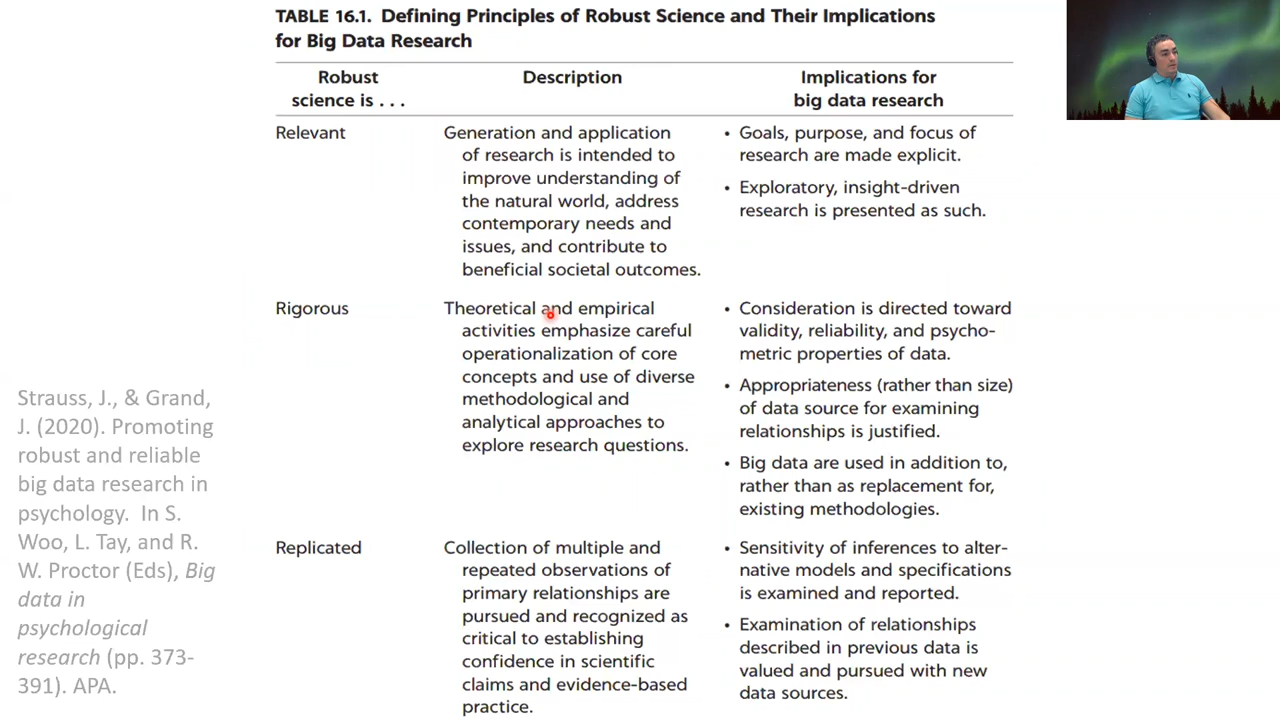 TABLE 16.1. Defining Principles of Robust Science and Their Implications
for Big Data Research
Robust
science is . . .
Description
Implications for
big data research
Relevant
Generation and application
of research is intended to
improve understanding of
the natural world, address
contemporary needs and
issues, and contribute to
beneficial societal outcomes.
• Goals, purpose, and focus of
research are made explicit.
• Exploratory, insight-driven
research is presented as such.
Rigorous
Theoretical and empirical
activities emphasize careful
operationalization of core
concepts and use of diverse
methodological and
analytical approaches to
explore research questions.
• Consideration is directed toward
validity, reliability, and psycho-
metric properties of data.
• Appropriateness (rather than size)
of data source for examining
relationships is justified.
• Big data are used in addition to,
rather than as replacement for,
existing methodologies.
Replicated
Collection of multiple and
repeated observations of
primary relationships are
pursued and recognized as
critical to establishing
confidence in scientific
claims and evidence-based
practice.
• Sensitivity of inferences to alter-
native models and specifications
is examined and reported.
• Examination of relationships
described in previous data is
valued and pursued with new
data sources.
Strauss, J., & Grand,
J. (2020). Promoting
robust and reliable
big data research in
psychology. In S.
Woo, L. Tay, and R.
W. Proctor (Eds), Big
data in
psychological
research (pp. 373-
391). APA.